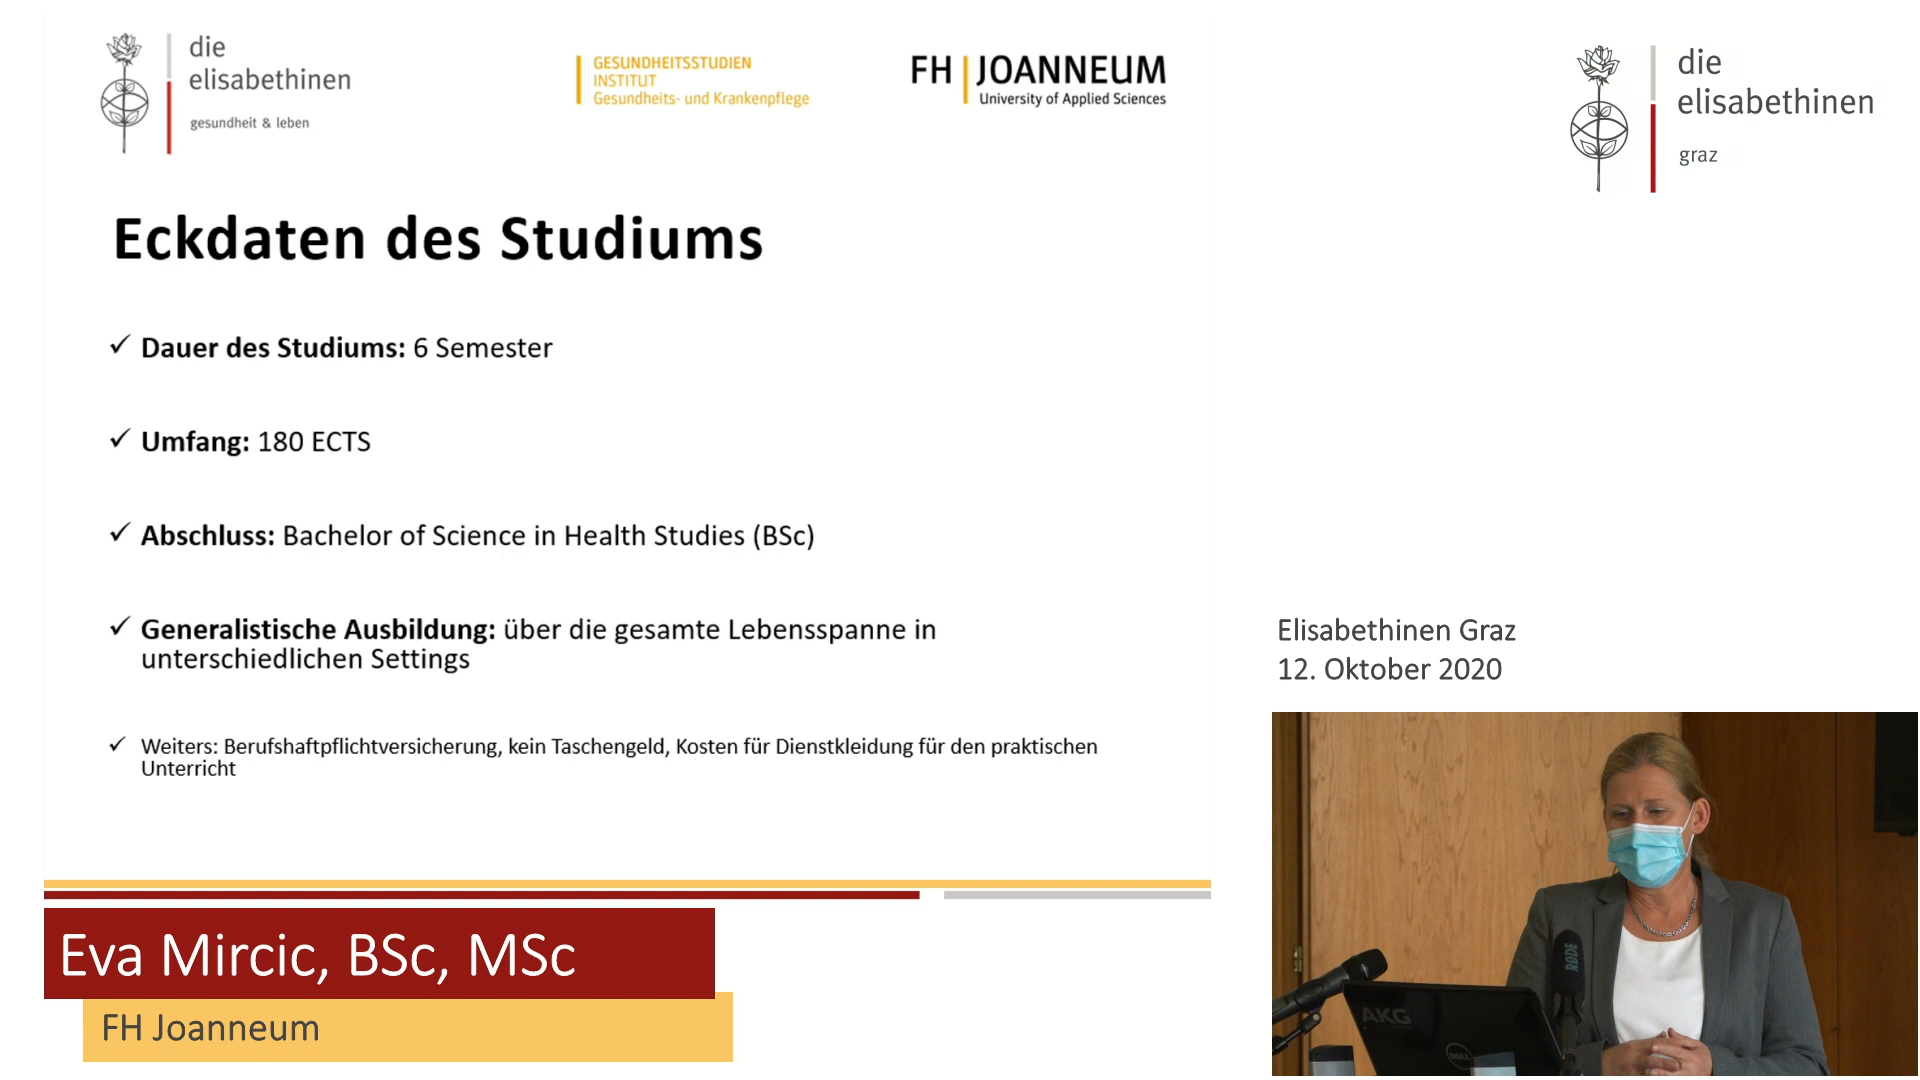 die
elisabethinen
gesundheit & leben
GESUNDHEITSSTUDIEN
INSTITUT
Gesundheits- und Krankenpflege
FH JOANNEUM
University of Applied Sciences
die
elisabethinen
graz
Eckdaten des Studiums
✓ Dauer des Studiums: 6 Semester
✓ Umfang: 180 ECTS
✓ Abschluss: Bachelor of Science in Health Studies (BSc)
✓ Generalistische Ausbildung: über die gesamte Lebensspanne in
unterschiedlichen Settings
✓ Weiters: Berufshaftpflichtversicherung, kein Taschengeld, Kosten für Dienstkleidung für den praktischen
Unterricht
Elisabethinen Graz
12. Oktober 2020
RØDE
AKG
DELL
Eva Mircic, BSc, MSc
FH Joanneum